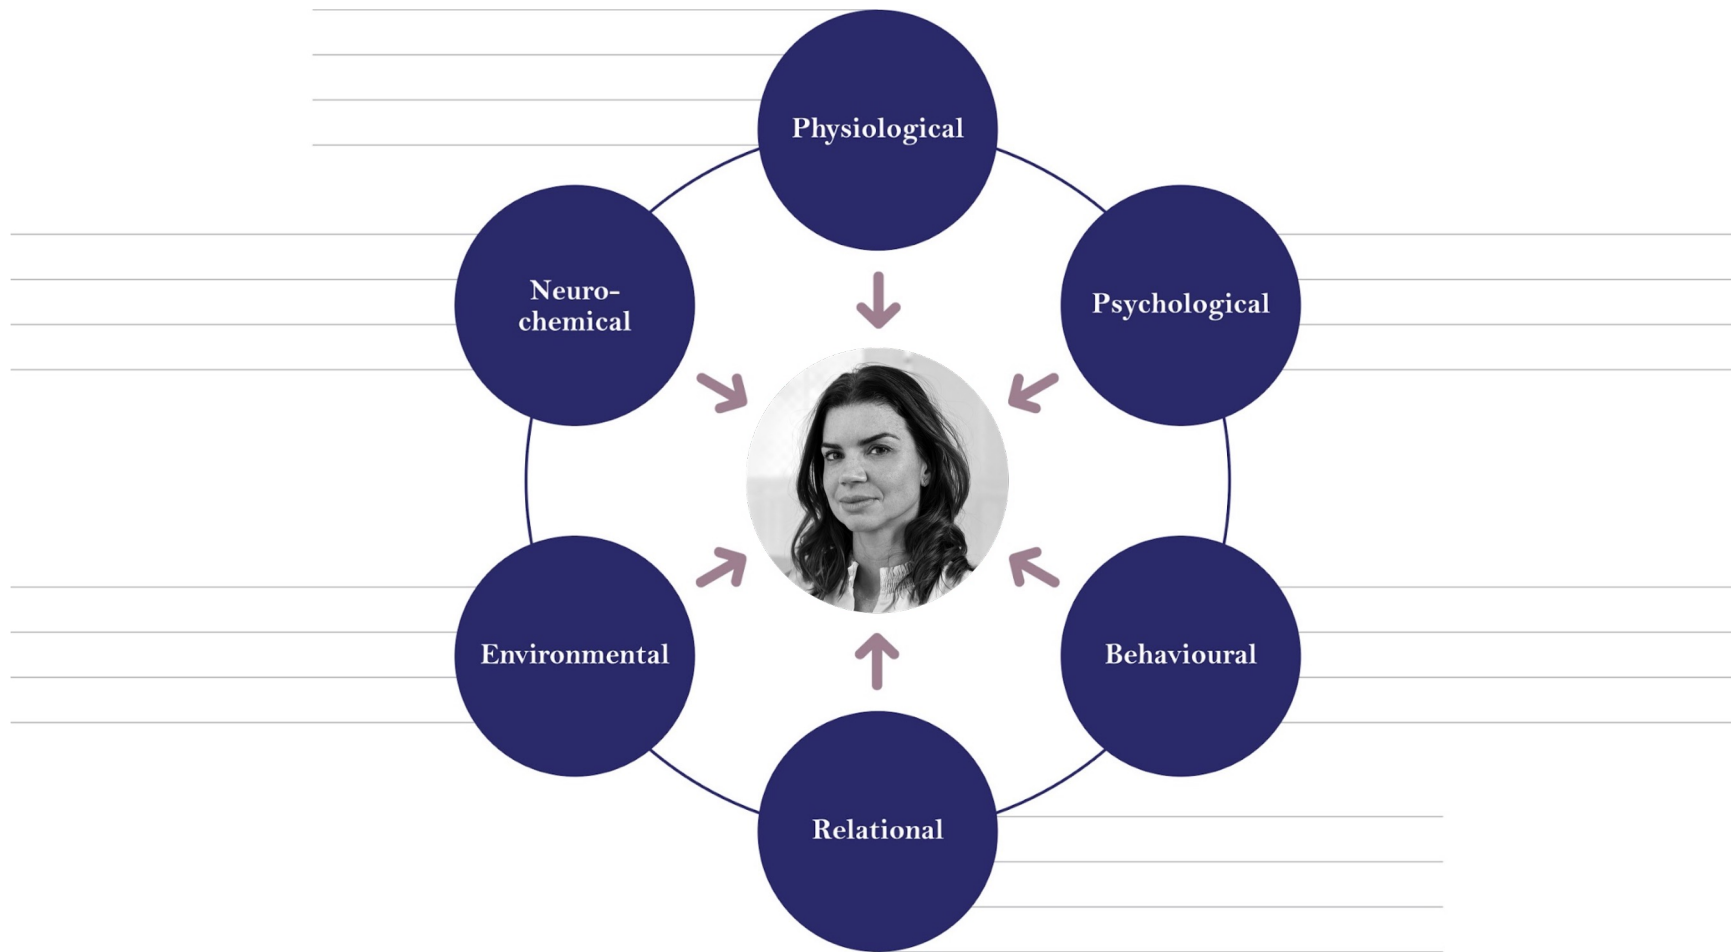 Physiological
Neuro-
chemical
Psychological
Environmental
Behavioural
Relational